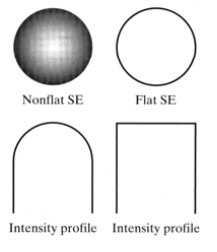 Nonflat SE
Flat SE
Intensity profile
Intensity profile